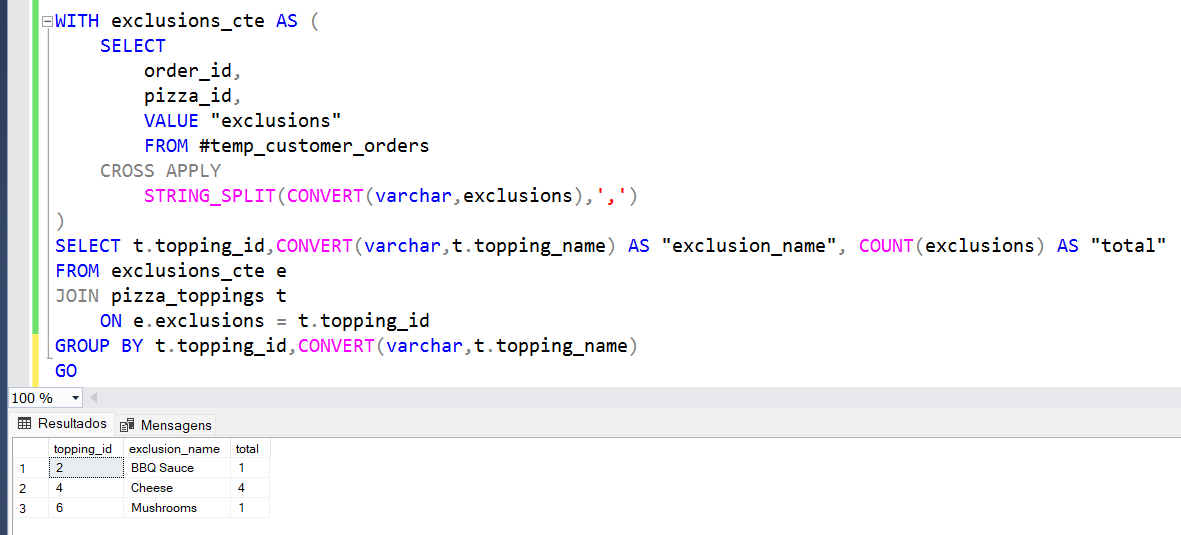 WITH exclusions_cte AS (
SELECT
order_id,
pizza_id,
VALUE "exclusions"
FROM #temp_customer_orders
CROSS APPLY
STRING_SPLIT(CONVERT(varchar,exclusions),',')
)
SELECT t.topping_id,CONVERT(varchar,t.topping_name) AS "exclusion_name", COUNT(exclusions) AS "total"
FROM exclusions_cte e
JOIN pizza_toppings t
ON e.exclusions = t.topping_id
GROUP BY t.topping_id,CONVERT(varchar,t.topping_name)
GO
100 %
Resultados Mensagens
topping_id exclusion_name total
1 2 BBQ Sauce 1
2 4 Cheese 4
3 6 Mushrooms 1